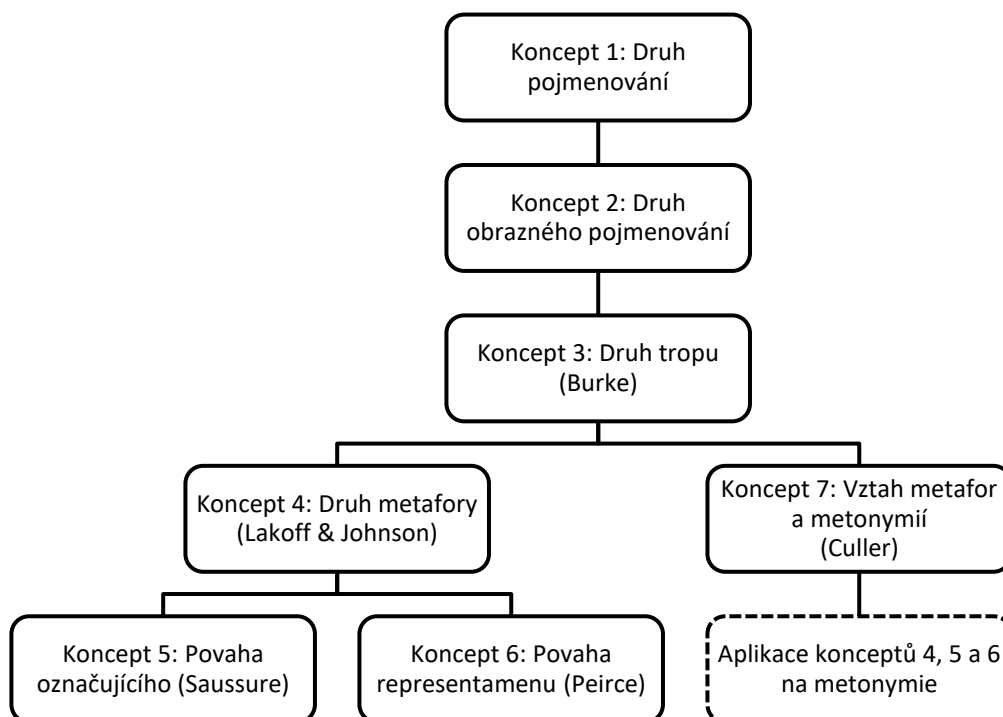 Koncept 1: Druh
pojmenování
Koncept 2: Druh
obrazného pojmenování
Koncept 3: Druh tropu
(Burke)
Koncept 4: Druh metafory
(Lakoff & Johnson)
Koncept 7: Vztah metafor
a metonymií
(Culler)
Koncept 5: Povaha
označujícího (Saussure)
Koncept 6: Povaha
representamenu (Peirce)
Aplikace konceptů 4, 5 a 6
na metonymie